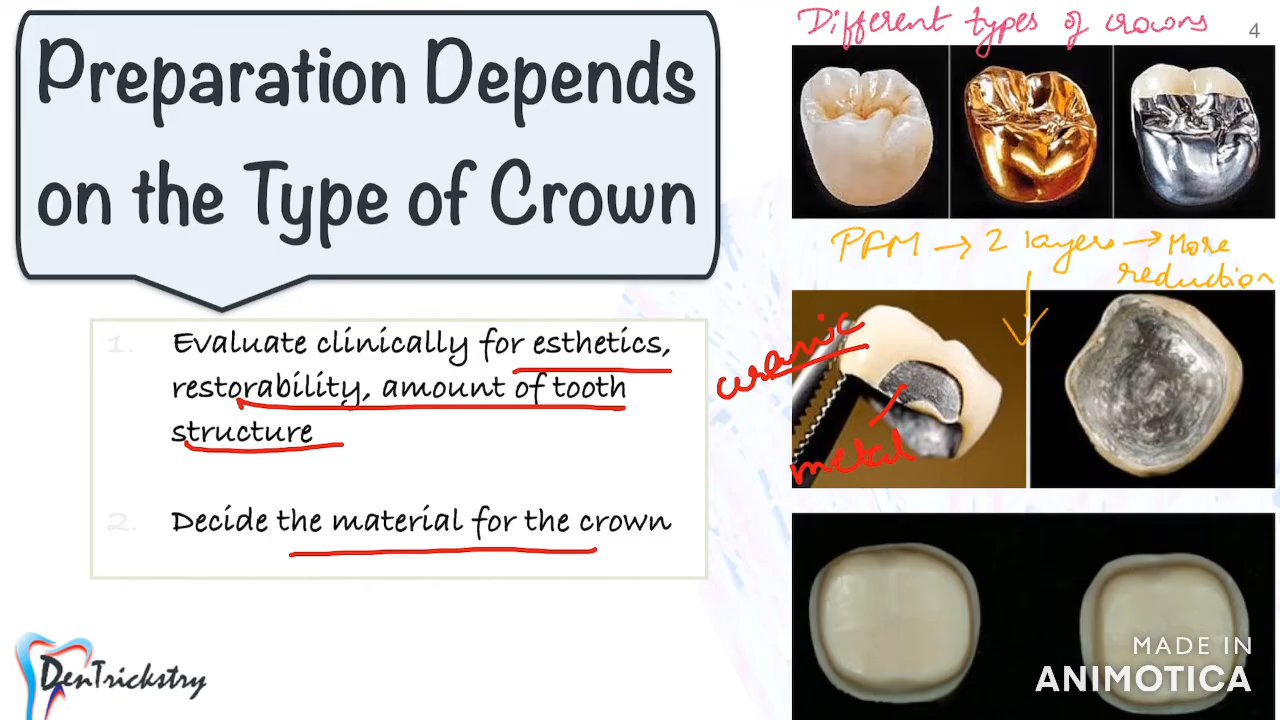 Preparation Depends
on the Type of Crown
1. Evaluate clinically for esthetics,
restorability, amount of tooth
structure
2. Decide the material for the crown
Different types of crowns
4
PFM → 2 layers → More
reduction
ceramic
metal
DenTrickstry
MADE IN
ANIMOTICA